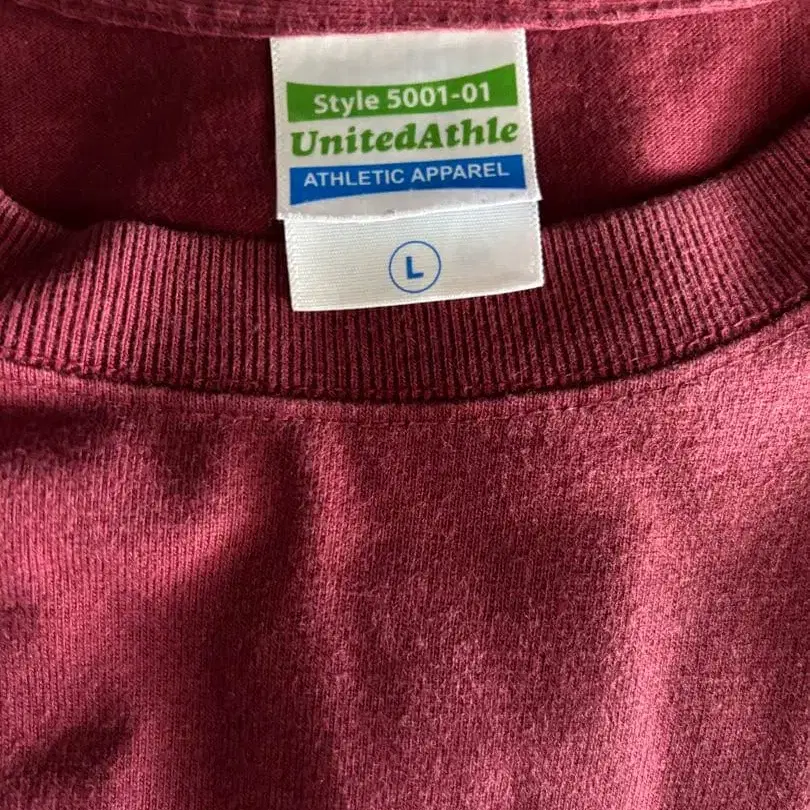 Style 5001-01
UnitedAthle
ATHLETIC APPAREL
L